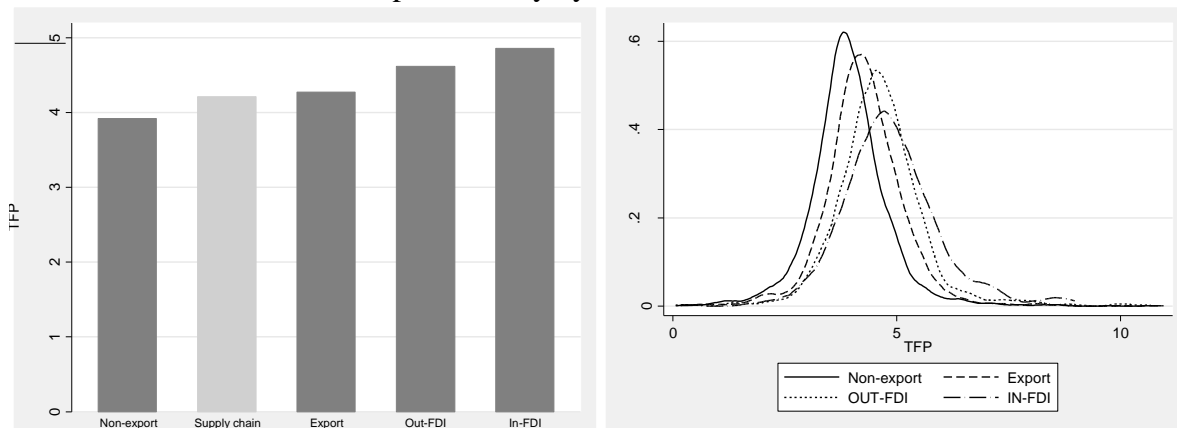 5
4
3
2
1
0
TFP
Non-export Supply chain Export Out-FDI In-FDI
.6
.4
.2
0
0 5 10
TFP
Non-export Export
OUT-FDI IN-FDI